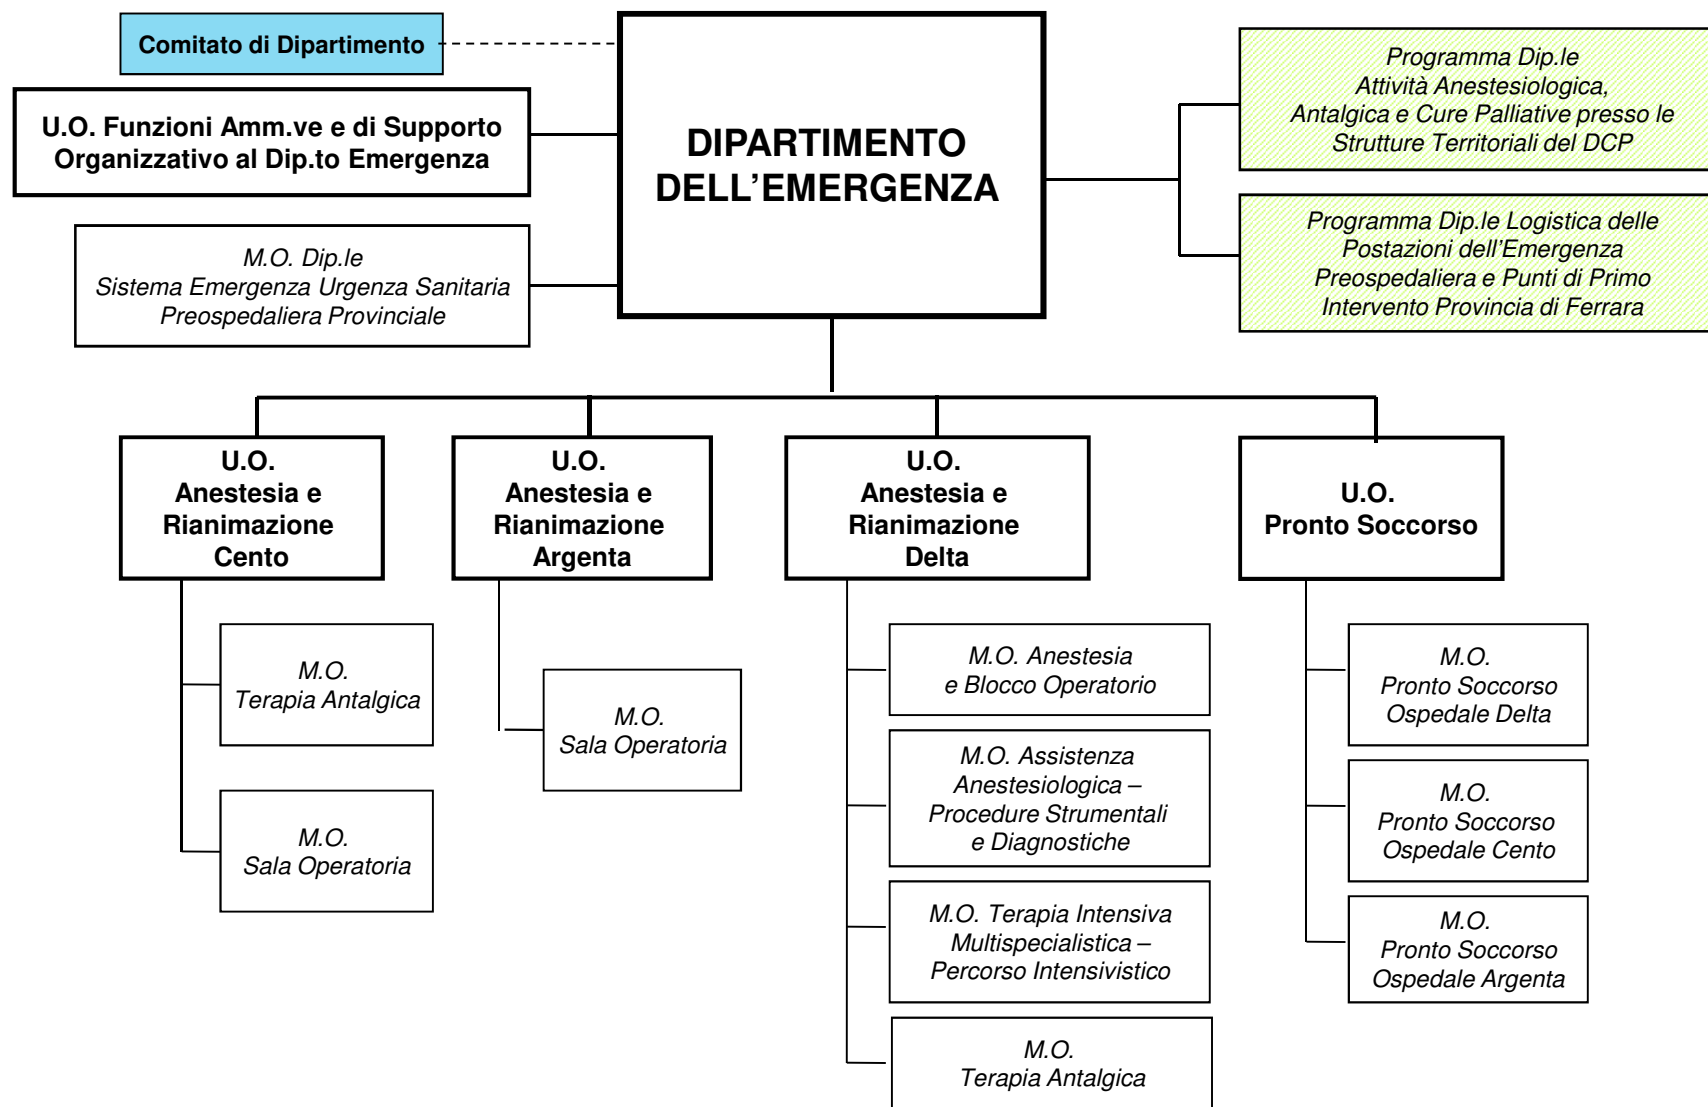 Comitato di Dipartimento
U.O. Funzioni Amm.ve e di Supporto
Organizzativo al Dip.to Emergenza
M.O. Dip.le
Sistema Emergenza Urgenza Sanitaria
Preospedaliera Provinciale
DIPARTIMENTO
DELL’EMERGENZA
Programma Dip.le
Attività Anestesiologica,
Antalgica e Cure Palliative presso le
Strutture Territoriali del DCP
Programma Dip.le Logistica delle
Postazioni dell’Emergenza
Preospedaliera e Punti di Primo
Intervento Provincia di Ferrara
U.O.
Anestesia e
Rianimazione
Cento
M.O.
Terapia Antalgica
M.O.
Sala Operatoria
U.O.
Anestesia e
Rianimazione
Argenta
M.O.
Sala Operatoria
U.O.
Anestesia e
Rianimazione
Delta
M.O. Anestesia
e Blocco Operatorio
M.O. Assistenza
Anestesiologica –
Procedure Strumentali
e Diagnostiche
M.O. Terapia Intensiva
Multispecialistica –
Percorso Intensivistico
M.O.
Terapia Antalgica
U.O.
Pronto Soccorso
M.O.
Pronto Soccorso
Ospedale Delta
M.O.
Pronto Soccorso
Ospedale Cento
M.O.
Pronto Soccorso
Ospedale Argenta